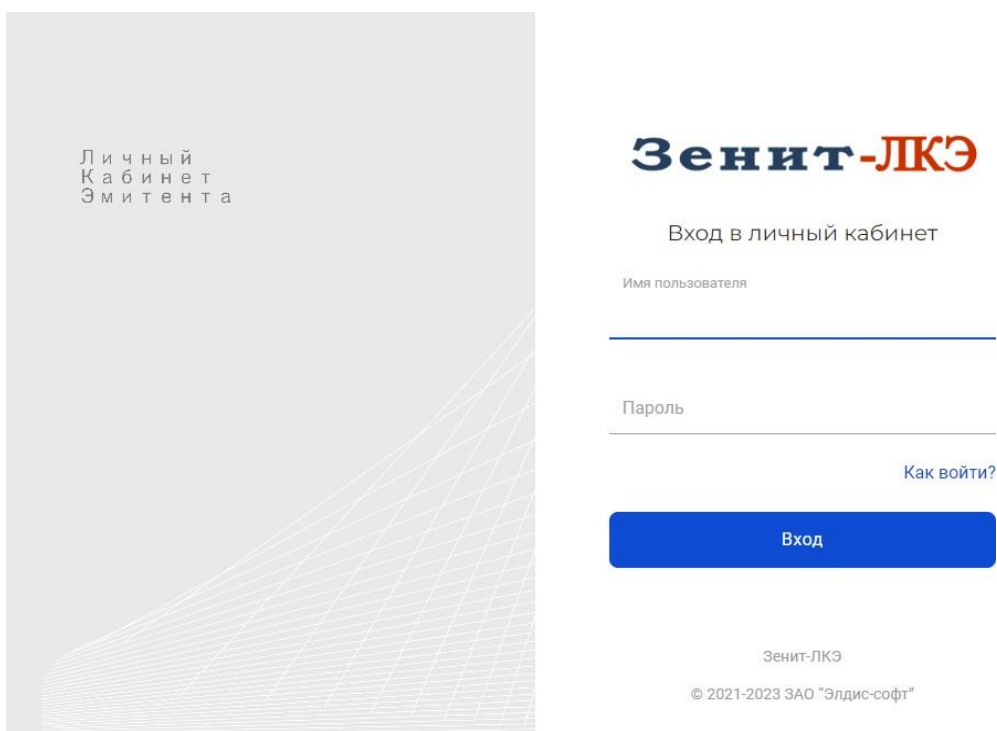 Личный
Кабинет
Эмитента
Зенит-ЛКЭ
Вход в личный кабинет
Имя пользователя
Пароль
Как войти?
Вход
Зенит-ЛКЭ
© 2021-2023 ЗАО "Элдис-софт"